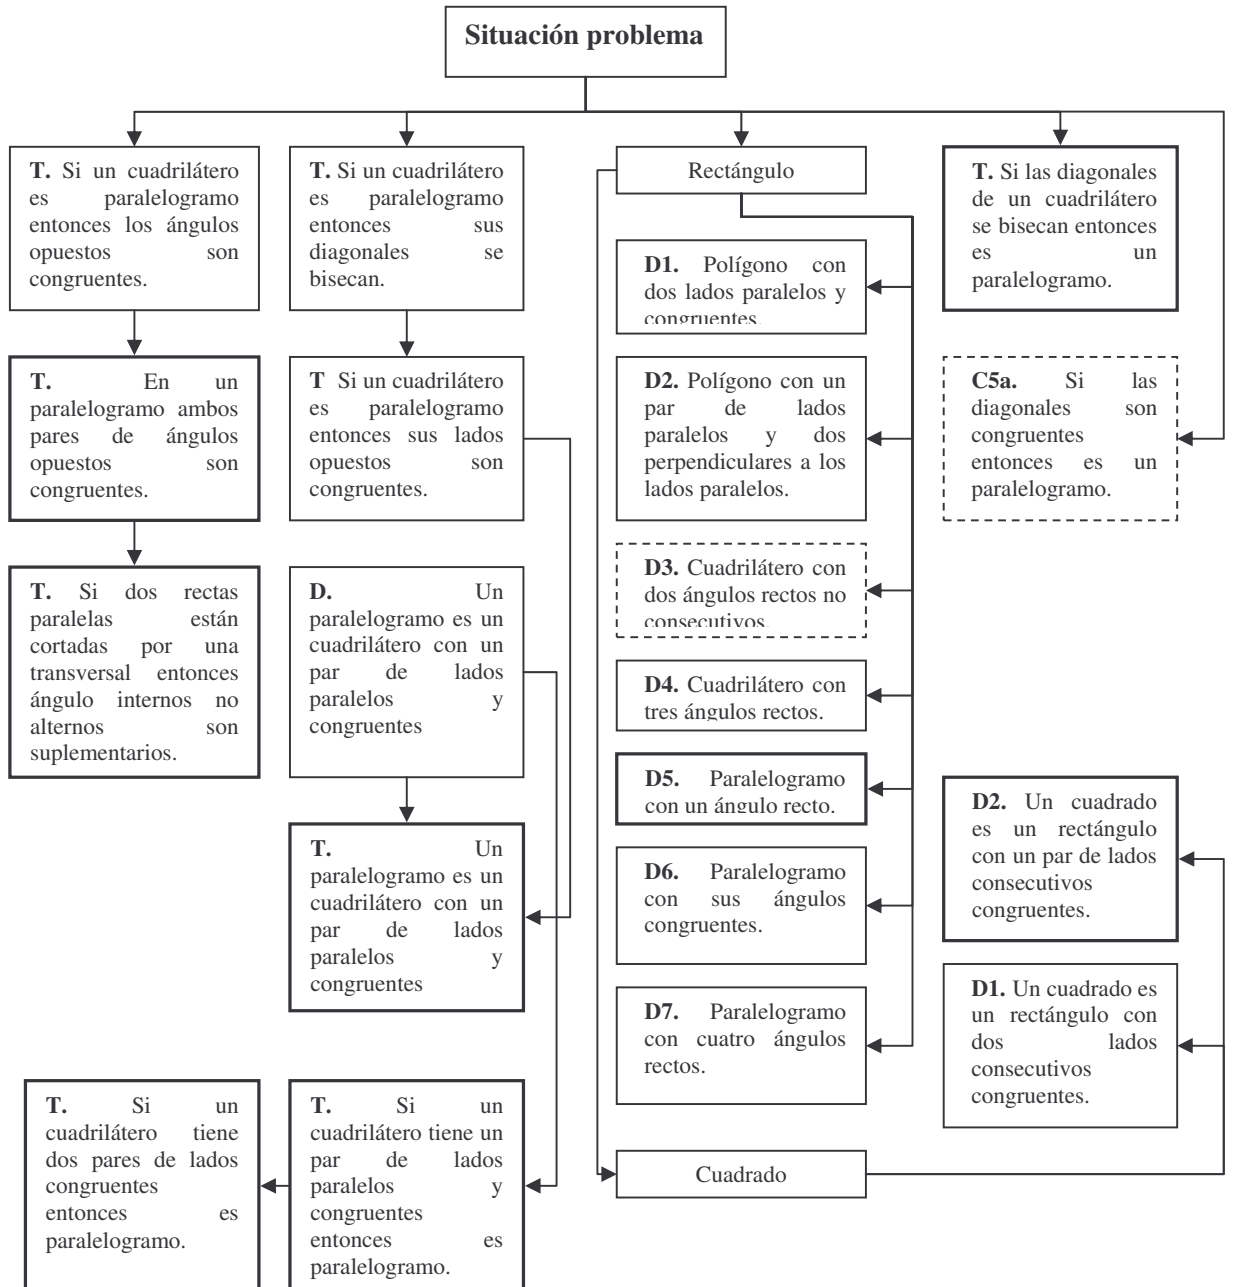 Situación problema
T. Si un cuadrilátero
es paralelogramo
entonces los ángulos
opuestos son
congruentes.
T. Si un cuadrilátero
es paralelogramo
entonces sus
diagonales se
bisecan.
Rectángulo
T. Si las diagonales
de un cuadrilátero
se bisecan entonces
es un
paralelogramo.
D1. Polígono con
dos lados paralelos y
congruentes.
T. En un
paralelogramo ambos
pares de ángulos
opuestos son
congruentes.
T Si un cuadrilátero
es paralelogramo
entonces sus lados
opuestos son
congruentes.
D2. Polígono con un
par de lados
paralelos y dos
perpendiculares a los
lados paralelos.
C5a. Si las
diagonales son
congruentes
entonces es un
paralelogramo.
D3. Cuadrilátero con
dos ángulos rectos no
consecutivos.
T. Si dos rectas
paralelas están
cortadas por una
transversal entonces
ángulo internos no
alternos son
suplementarios.
D. Un
paralelogramo es un
cuadrilátero con un
par de lados
paralelos y
congruentes
D4. Cuadrilátero con
tres ángulos rectos.
D5. Paralelogramo
con un ángulo recto.
D2. Un cuadrado
es un rectángulo
con un par de lados
consecutivos
congruentes.
T. Un
paralelogramo es un
cuadrilátero con un
par de lados
paralelos y
congruentes
D6. Paralelogramo
con sus ángulos
congruentes.
D1. Un cuadrado es
un rectángulo con
dos lados
consecutivos
congruentes.
D7. Paralelogramo
con cuatro ángulos
rectos.
T. Si un
cuadrilátero tiene
dos pares de lados
congruentes
entonces es
paralelogramo.
T. Si un
cuadrilátero tiene un
par de lados
paralelos y
congruentes
entonces es
paralelogramo.
Cuadrado